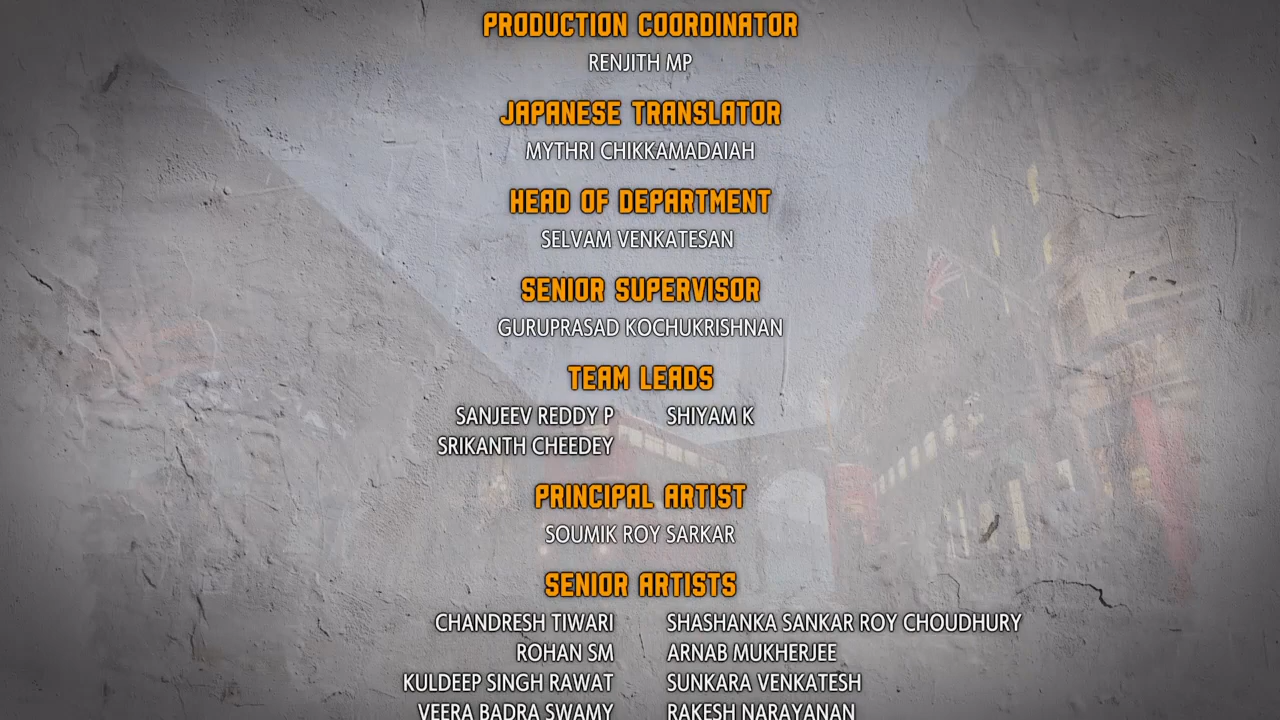 PRODUCTION COORDINATOR
RENJITH MP
JAPANESE TRANSLATOR
MYTHRI CHIKKAMADAIAH
HEAD OF DEPARTMENT
SELVAM VENKATESAN
SENIOR SUPERVISOR
GURUPRASAD KOCHUKRISHNAN
TEAM LEADS
SANJEEV REDDY P SHIYAM K
SRIKANTH CHEEDEY
PRINCIPAL ARTIST
SOUMIK ROY SARKAR
SENIOR ARTISTS
CHANDRESH TIWARI SHASHANKA SANKAR ROY CHOUDHURY
ROHAN SM ARNAB MUKHERJEE
KULDEEP SINGH RAWAT SUNKARA VENKATESH
VEERA BADRA SWAMY RAKESH NARAYANAN